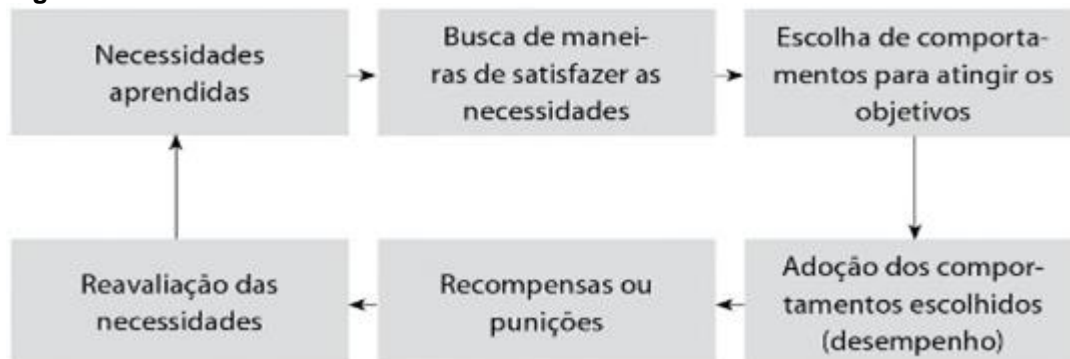 Necessidades
aprendidas
Busca de manei-
ras de satisfazer as
necessidades
Escolha de comporta-
mentos para atingir os
objetivos
Reavaliação das
necessidades
Recompensas ou
punições
Adoção dos compor-
tamentos escolhidos
(desempenho)